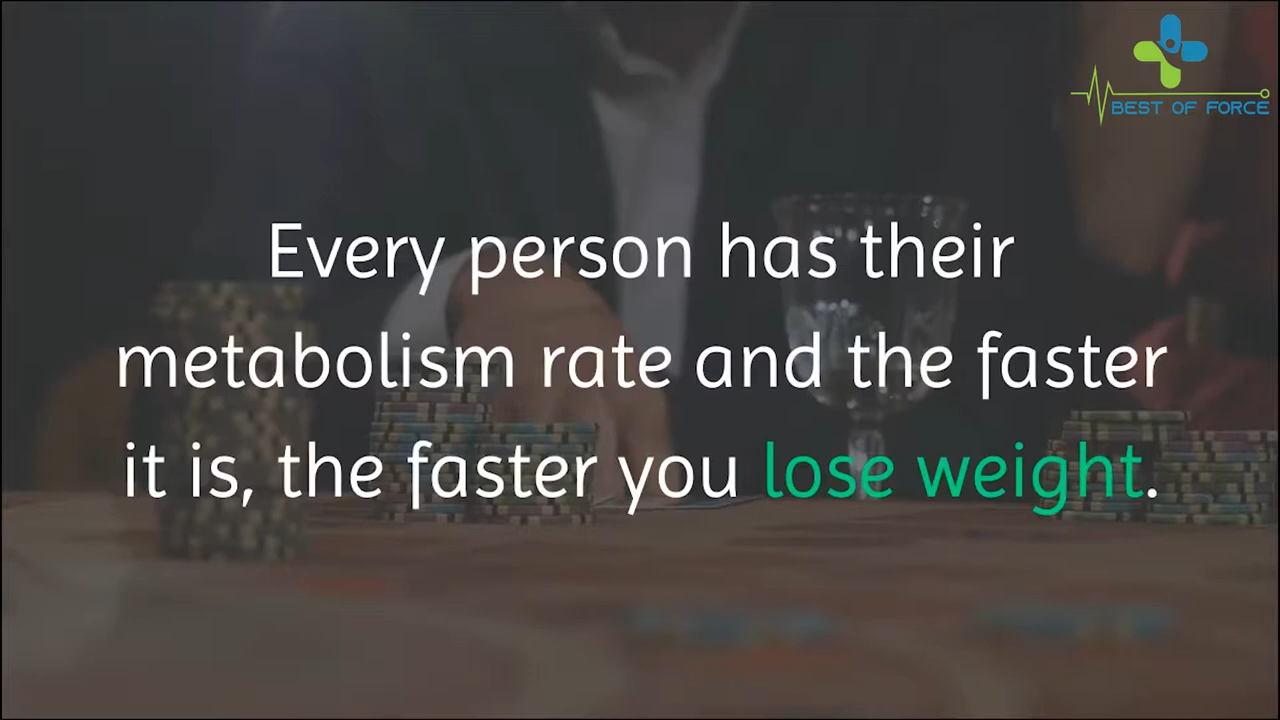 BEST OF FORCE
Every person has their
metabolism rate and the faster
it is, the faster you lose weight.